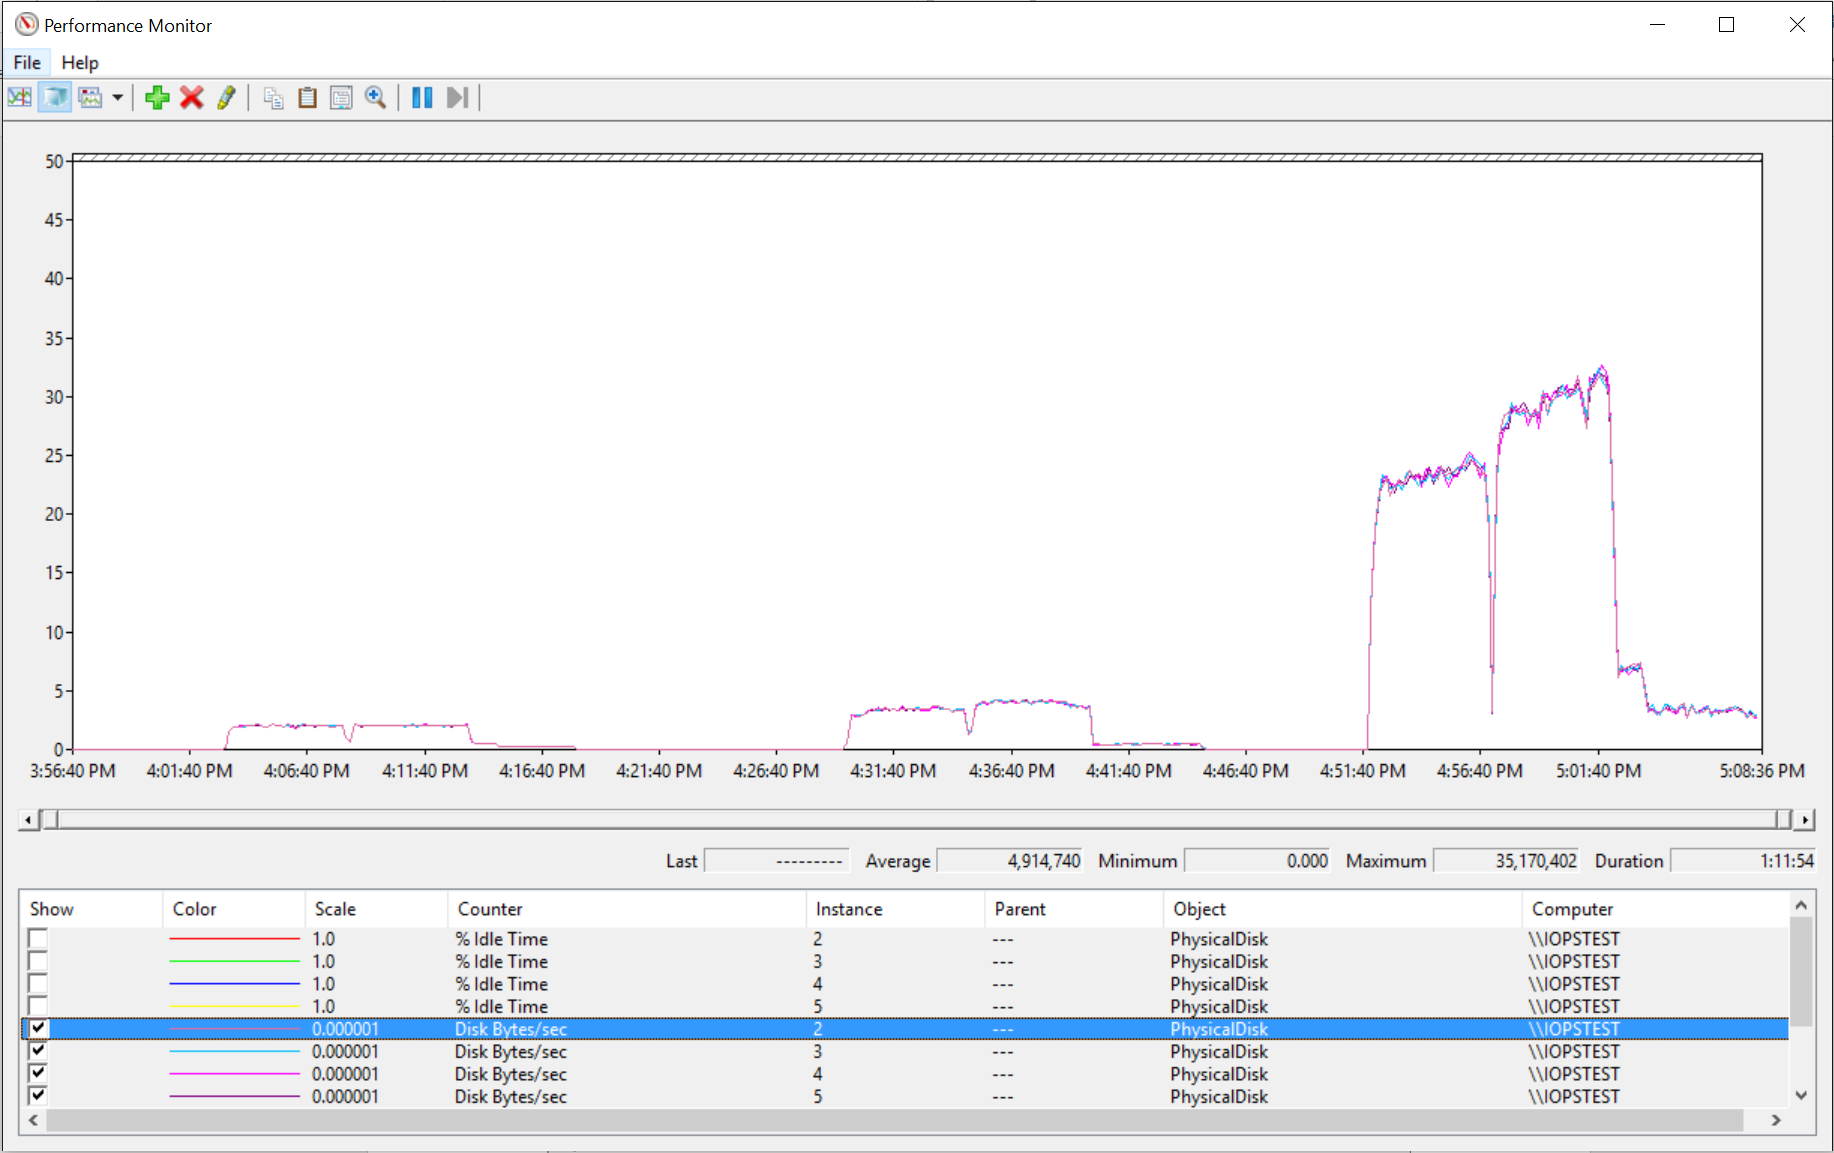 Performance Monitor
File Help
50
45
40
35
30
25
20
15
10
5
0
3:56:40 PM 4:01:40 PM 4:06:40 PM 4:11:40 PM 4:16:40 PM 4:21:40 PM 4:26:40 PM 4:31:40 PM 4:36:40 PM 4:41:40 PM 4:46:40 PM 4:51:40 PM 4:56:40 PM 5:01:40 PM 5:08:36 PM
Last --------- Average 4,914,740 Minimum 0.000 Maximum 35,170,402 Duration 1:11:54
Show Color Scale Counter Instance Parent Object Computer
1.0 % Idle Time 2 --- PhysicalDisk \\IOPSTEST
1.0 % Idle Time 3 --- PhysicalDisk \\IOPSTEST
1.0 % Idle Time 4 --- PhysicalDisk \\IOPSTEST
1.0 % Idle Time 5 --- PhysicalDisk \\IOPSTEST
0.000001 Disk Bytes/sec 2 --- PhysicalDisk \\IOPSTEST
0.000001 Disk Bytes/sec 3 --- PhysicalDisk \\IOPSTEST
0.000001 Disk Bytes/sec 4 --- PhysicalDisk \\IOPSTEST
0.000001 Disk Bytes/sec 5 --- PhysicalDisk \\IOPSTEST